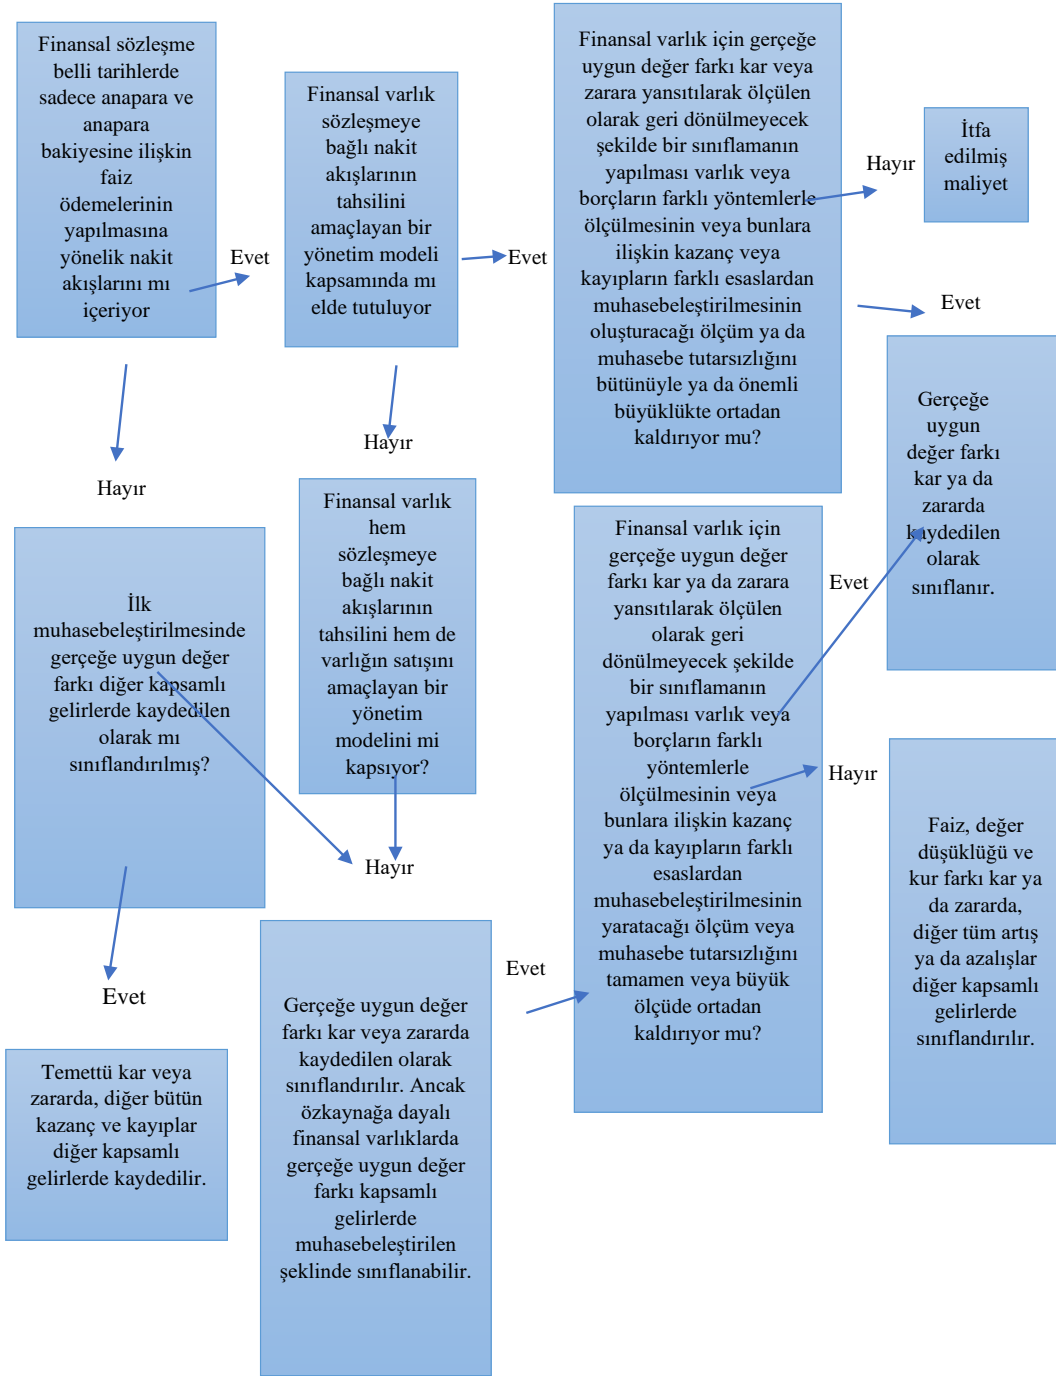 Finansal sözleşme
belli tarihlerde
sadece anapara ve
anapara
bakiyesine ilişkin
faiz
ödemelerinin
yapılmasına
yönelik nakit
akışlarını mı
içeriyor
Evet
Finansal varlık
sözleşmeye
bağlı nakit
akışlarının
tahsilini
amaçlayan bir
yönetim modeli
kapsamında mı
elde tutuluyor
Evet
Finansal varlık için gerçeğe
uygun değer farkı kar veya
zarara yansıtılarak ölçülen
olarak geri dönülmeyecek
şekilde bir sınıflamanın
yapılması varlık veya
borçların farklı yöntemlerle
ölçülmesinin veya bunlara
ilişkin kazanç veya
kayıpların farklı esaslardan
muhasebeleştirilmesinin
oluşturacağı ölçüm ya da
muhasebe tutarsızlığını
bütünüyle ya da önemli
büyüklükte ortadan
kaldırıyor mu?
Hayır
İtfa
edilmiş
maliyet
Evet
Gerçeğe
uygun
değer farkı
kar ya da
zararda
kaydedilen
olarak
sınıflanır.
Hayır
Hayır
İlk
muhasebeleştirilmesinde
gerçeğe uygun değer
farkı diğer kapsamlı
gelirlerde kaydedilen
olarak mı
sınıflandırılmış?
Finansal varlık
hem
sözleşmeye
bağlı nakit
akışlarının
tahsilini hem de
varlığın satışını
amaçlayan bir
yönetim
modelini mi
kapsıyor?
Hayır
Finansal varlık için
gerçeğe uygun değer
farkı kar ya da zarara
yansıtılarak ölçülen
olarak geri
dönülmeyecek şekilde
bir sınıflamanın
yapılması varlık veya
borçların farklı
yöntemlerle
ölçülmesinin veya
bunlara ilişkin kazanç
ya da kayıpların farklı
esaslardan
muhasebeleştirilmesinin
yaratacağı ölçüm veya
muhasebe tutarsızlığını
tamamen veya büyük
ölçüde ortadan
kaldırıyor mu?
Evet
Hayır
Faiz, değer
düşüklüğü ve
kur farkı kar ya
da zararda,
diğer tüm artış
ya da azalışlar
diğer kapsamlı
gelirlerde
sınıflandırılır.
Evet
Temettü kar veya
zararda, diğer bütün
kazanç ve kayıplar
diğer kapsamlı
gelirlerde kaydedilir.
Gerçeğe uygun değer
farkı kar veya zararda
kaydedilen olarak
sınıflandırılır. Ancak
özkaynağa dayalı
finansal varlıklarda
gerçeğe uygun değer
farkı kapsamlı
gelirlerde
muhasebeleştirilen
şeklinde sınıflanabilir.
Evet